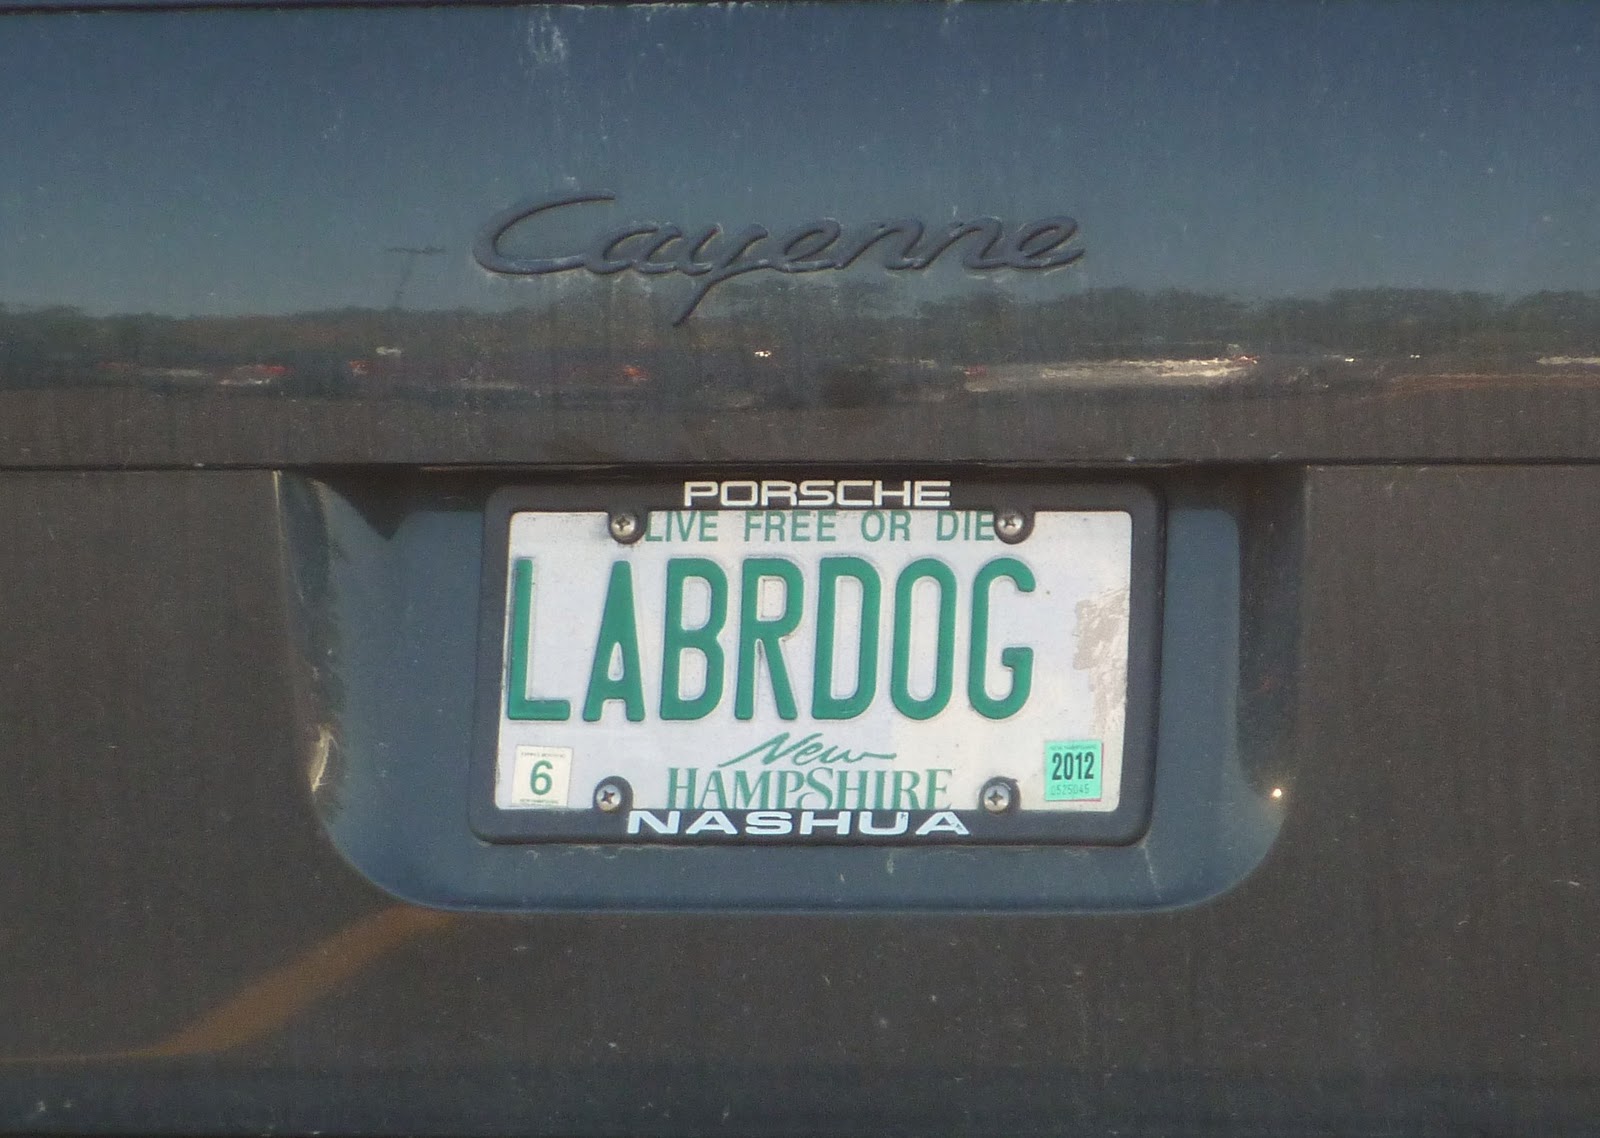 Cayenne
PORSCHE
LIVE FREE OR DIE
LABRDOG
6
New
HAMPSHIRE
2012
NASHUA